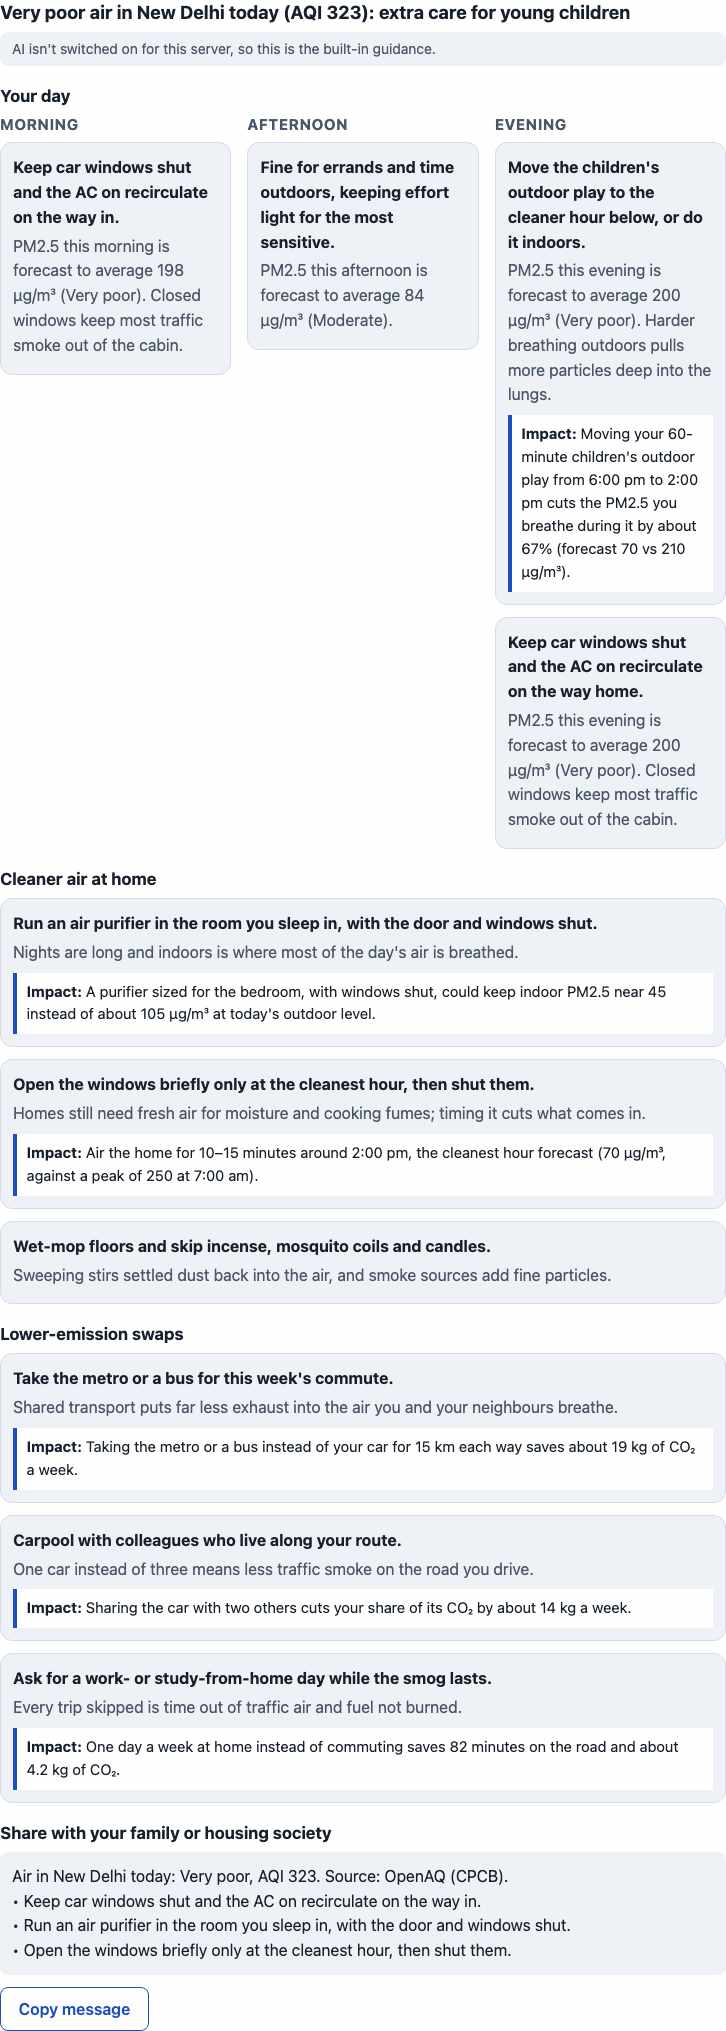 Very poor air in New Delhi today (AQI 323): extra care for young children
AI isn't switched on for this server, so this is the built-in guidance.
Your day
MORNING
Keep car windows shut
and the AC on recirculate
on the way in.
PM2.5 this morning is
forecast to average 198
µg/m³ (Very poor). Closed
windows keep most traffic
smoke out of the cabin.
AFTERNOON
Fine for errands and time
outdoors, keeping effort
light for the most
sensitive.
PM2.5 this afternoon is
forecast to average 84
µg/m³ (Moderate).
EVENING
Move the children's
outdoor play to the
cleaner hour below, or do
it indoors.
PM2.5 this evening is
forecast to average 200
µg/m³ (Very poor). Harder
breathing outdoors pulls
more particles deep into the
lungs.
Impact: Moving your 60-
minute children's outdoor
play from 6:00 pm to 2:00
pm cuts the PM2.5 you
breathe during it by about
67% (forecast 70 vs 210
µg/m³).
Keep car windows shut
and the AC on recirculate
on the way home.
PM2.5 this evening is
forecast to average 200
µg/m³ (Very poor). Closed
windows keep most traffic
smoke out of the cabin.
Cleaner air at home
Run an air purifier in the room you sleep in, with the door and windows shut.
Nights are long and indoors is where most of the day's air is breathed.
Impact: A purifier sized for the bedroom, with windows shut, could keep indoor PM2.5 near 45
instead of about 105 µg/m³ at today's outdoor level.
Open the windows briefly only at the cleanest hour, then shut them.
Homes still need fresh air for moisture and cooking fumes; timing it cuts what comes in.
Impact: Air the home for 10–15 minutes around 2:00 pm, the cleanest hour forecast (70 µg/m³,
against a peak of 250 at 7:00 am).
Wet-mop floors and skip incense, mosquito coils and candles.
Sweeping stirs settled dust back into the air, and smoke sources add fine particles.
Lower-emission swaps
Take the metro or a bus for this week's commute.
Shared transport puts far less exhaust into the air you and your neighbours breathe.
Impact: Taking the metro or a bus instead of your car for 15 km each way saves about 19 kg of CO₂
a week.
Carpool with colleagues who live along your route.
One car instead of three means less traffic smoke on the road you drive.
Impact: Sharing the car with two others cuts your share of its CO₂ by about 14 kg a week.
Ask for a work- or study-from-home day while the smog lasts.
Every trip skipped is time out of traffic air and fuel not burned.
Impact: One day a week at home instead of commuting saves 82 minutes on the road and about
4.2 kg of CO₂.
Share with your family or housing society
Air in New Delhi today: Very poor, AQI 323. Source: OpenAQ (CPCB).
• Keep car windows shut and the AC on recirculate on the way in.
• Run an air purifier in the room you sleep in, with the door and windows shut.
• Open the windows briefly only at the cleanest hour, then shut them.
Copy message